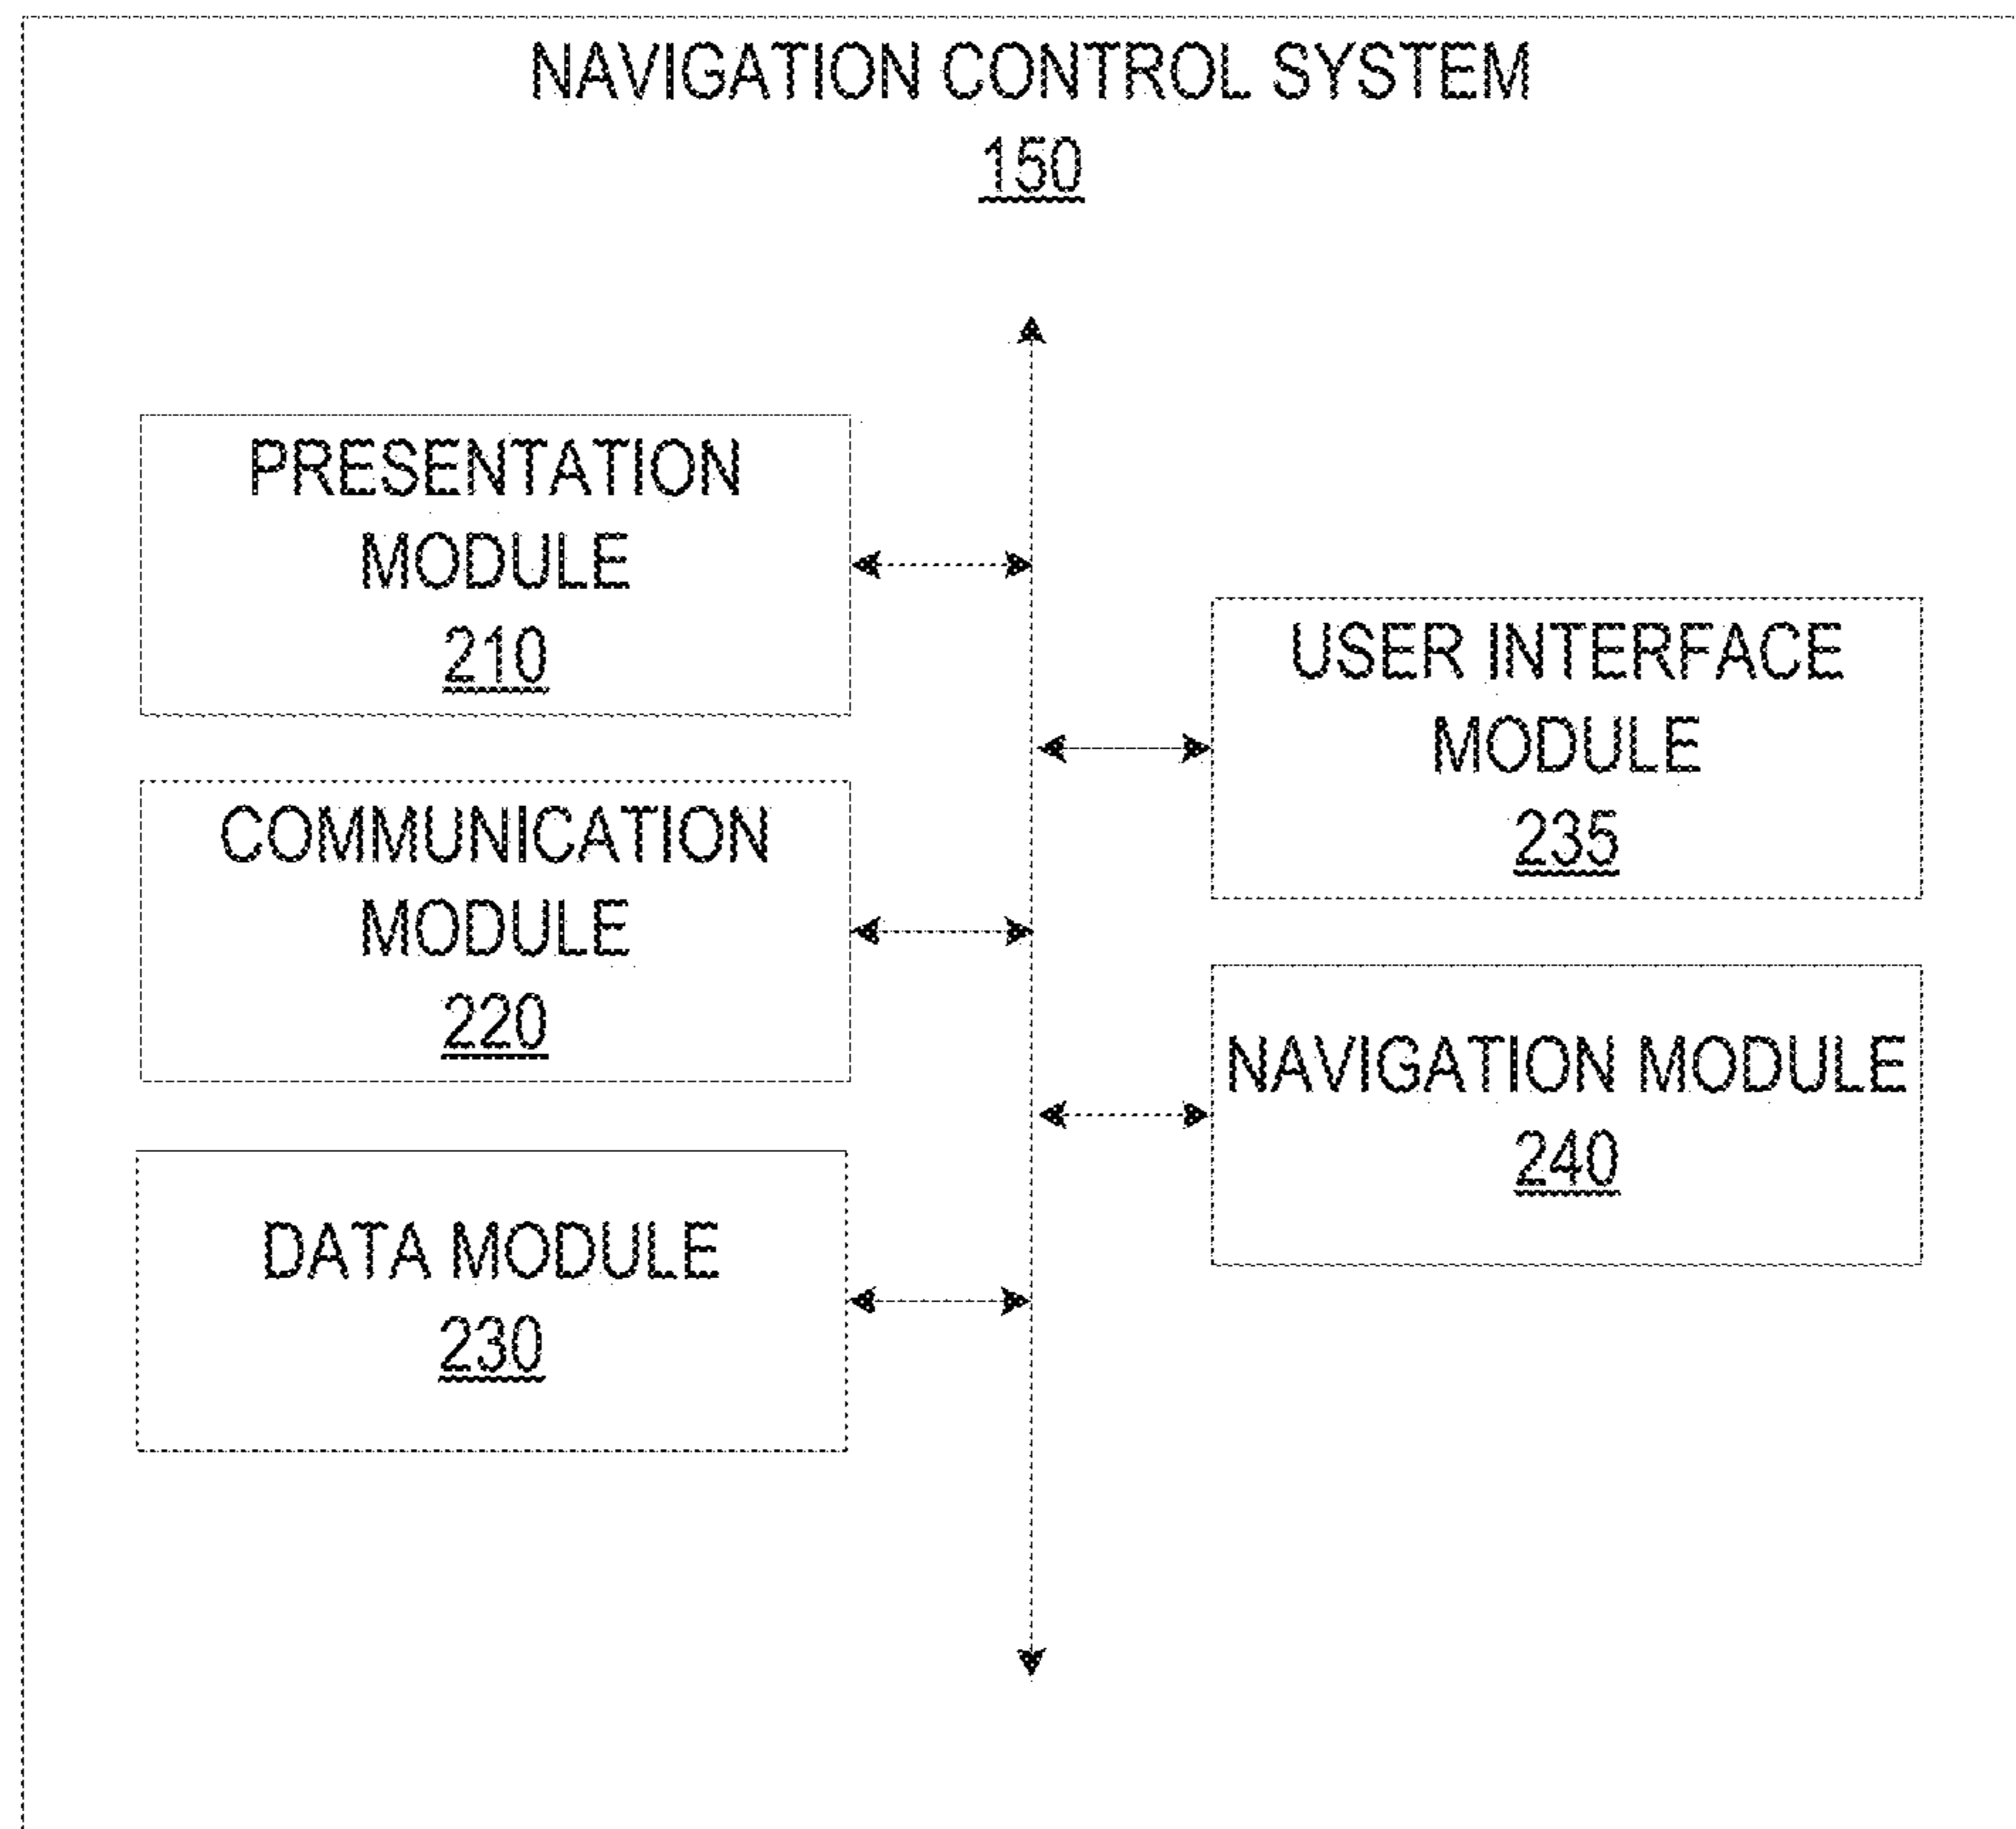 NAVIGATION CONTROL SYSTEM
150
PRESENTATION
MODULE
210
COMMUNICATION
MODULE
220
DATA MODULE
230
USER INTERFACE
MODULE
235
NAVIGATION MODULE
240